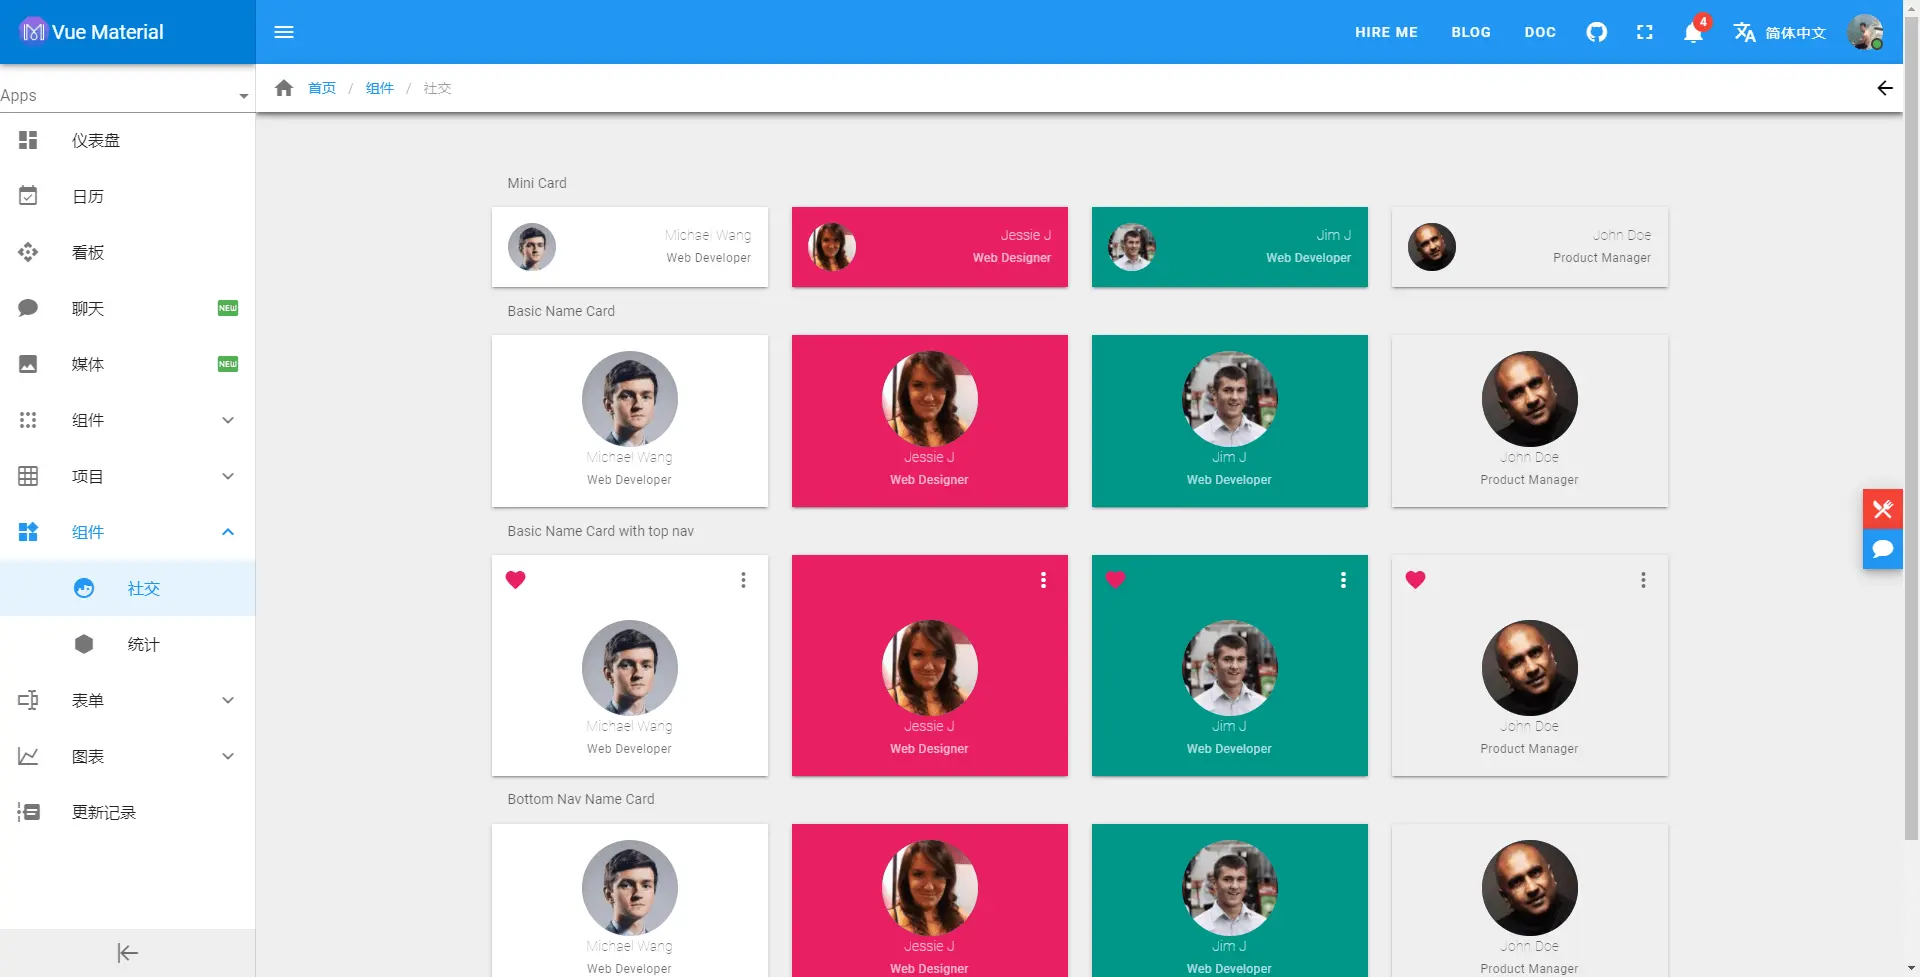 Vue Material
HIRE ME
BLOG
DOC
4
简体中文
首页 / 组件 / 社交
Apps
仪表盘
日历
看板
聊天 NEW
媒体 NEW
组件
项目
组件
社交
统计
表单
图表
更新记录
Mini Card
Michael Wang
Web Developer
Jessie J
Web Designer
Jim J
Web Developer
John Doe
Product Manager
Basic Name Card
Michael Wang
Web Developer
Jessie J
Web Designer
Jim J
Web Developer
John Doe
Product Manager
Basic Name Card with top nav
Michael Wang
Web Developer
Jessie J
Web Designer
Jim J
Web Developer
John Doe
Product Manager
Bottom Nav Name Card
Michael Wang
Web Developer
Jessie J
Web Designer
Jim J
Web Developer
John Doe
Product Manager